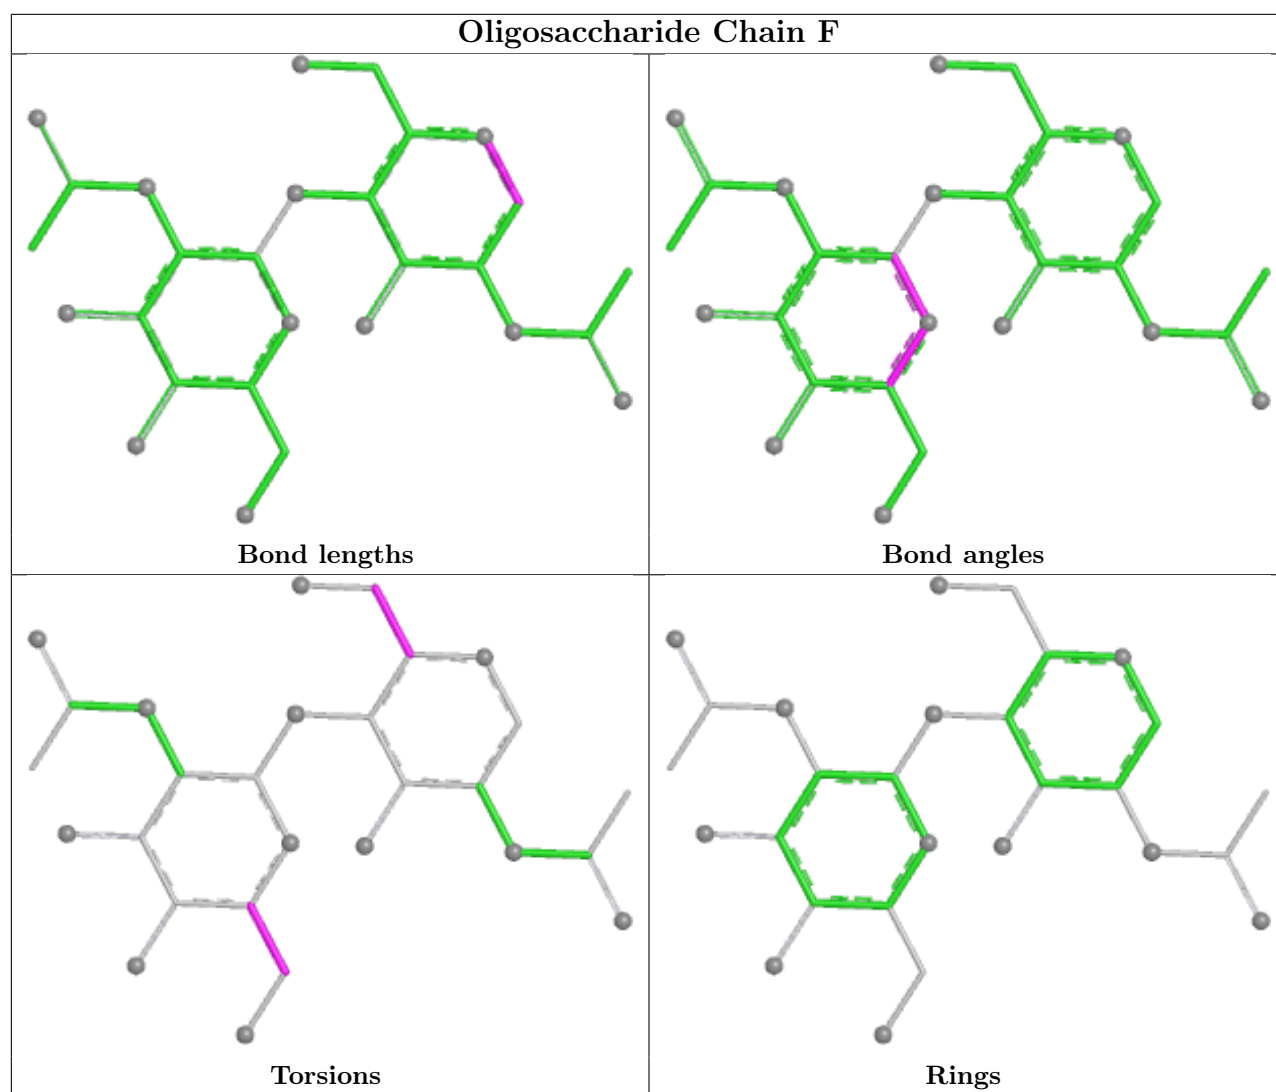 Oligosaccharide Chain F
Bond lengths
Bond angles
Torsions
Rings